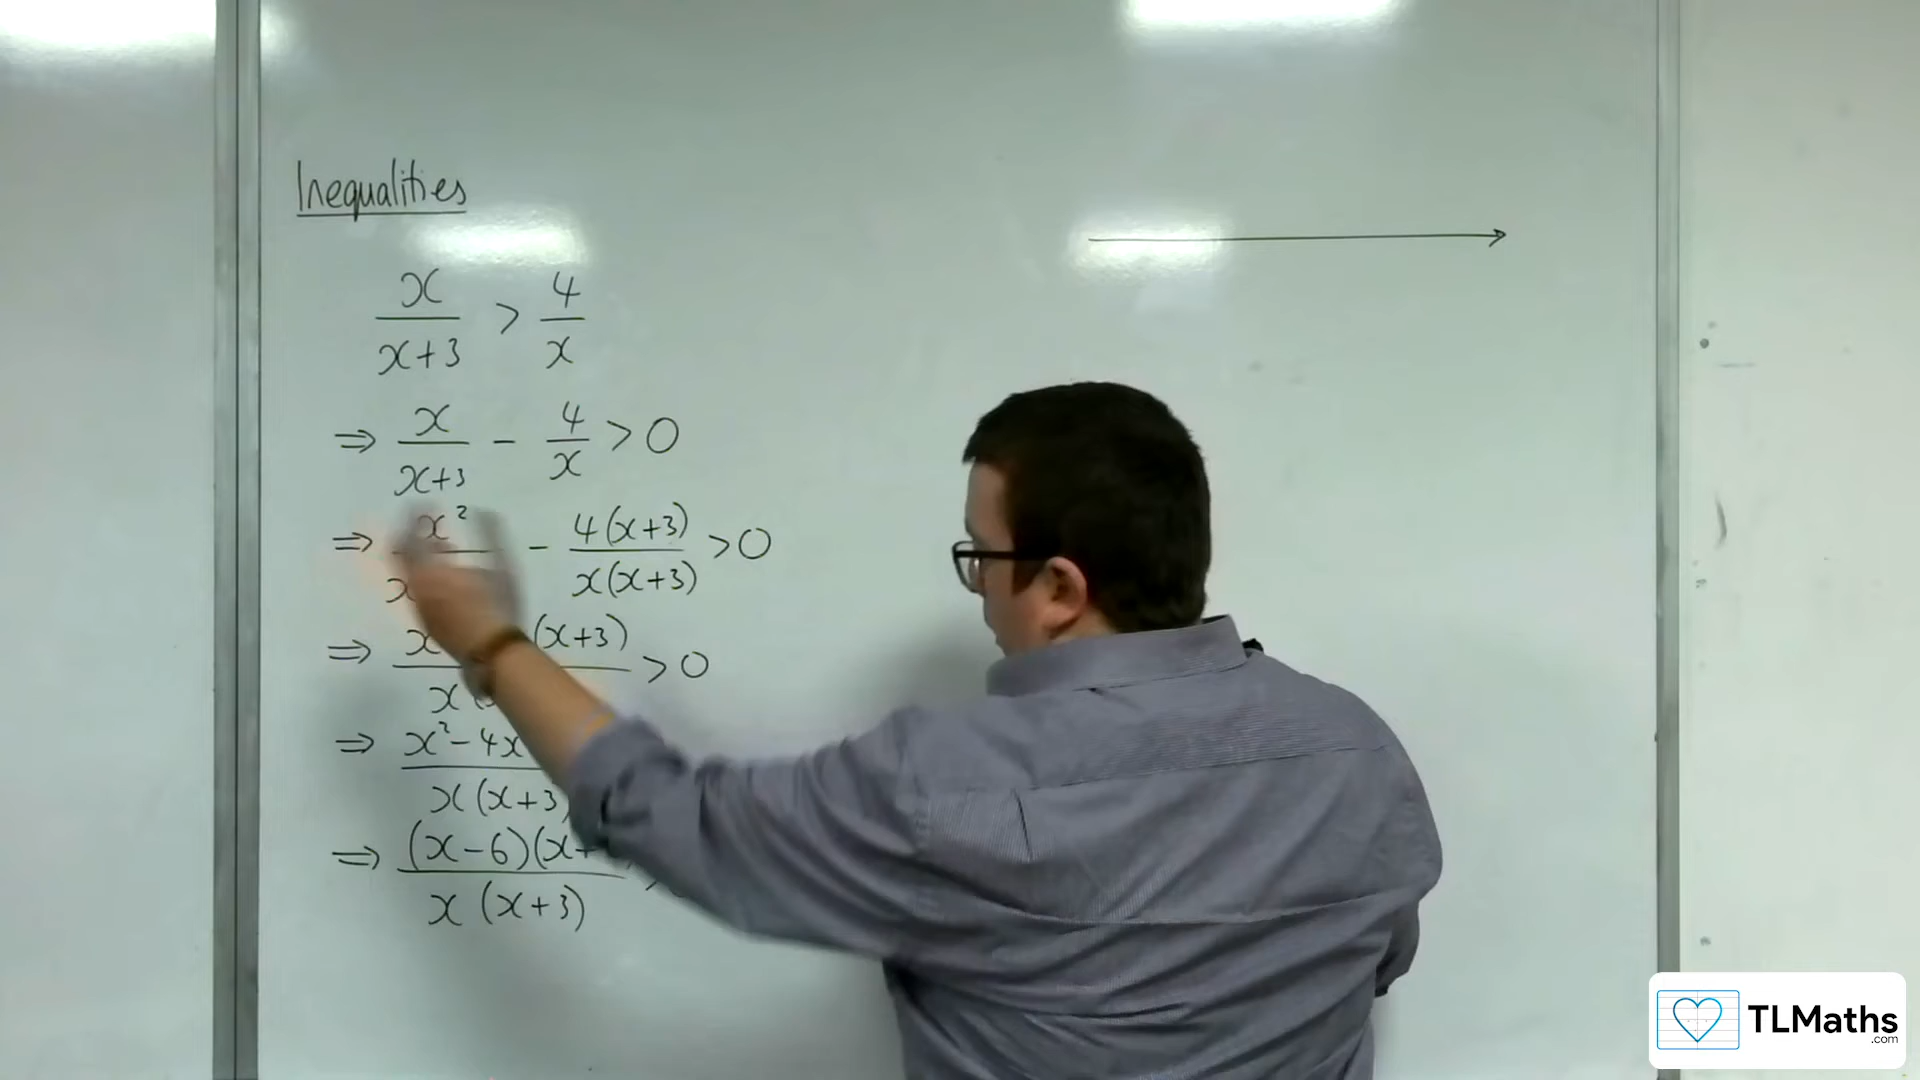 Inequalities
x/(x+3) > 4/x
⇒ x/(x+3) - 4/x > 0
⇒ x²/x - 4(x+3)/(x(x+3)) > 0
⇒ x (x+3)/x > 0
⇒ x²-4x/(x(x+3)
⇒ (x-6)(x+/(x(x+3)) >
TLMaths
.com